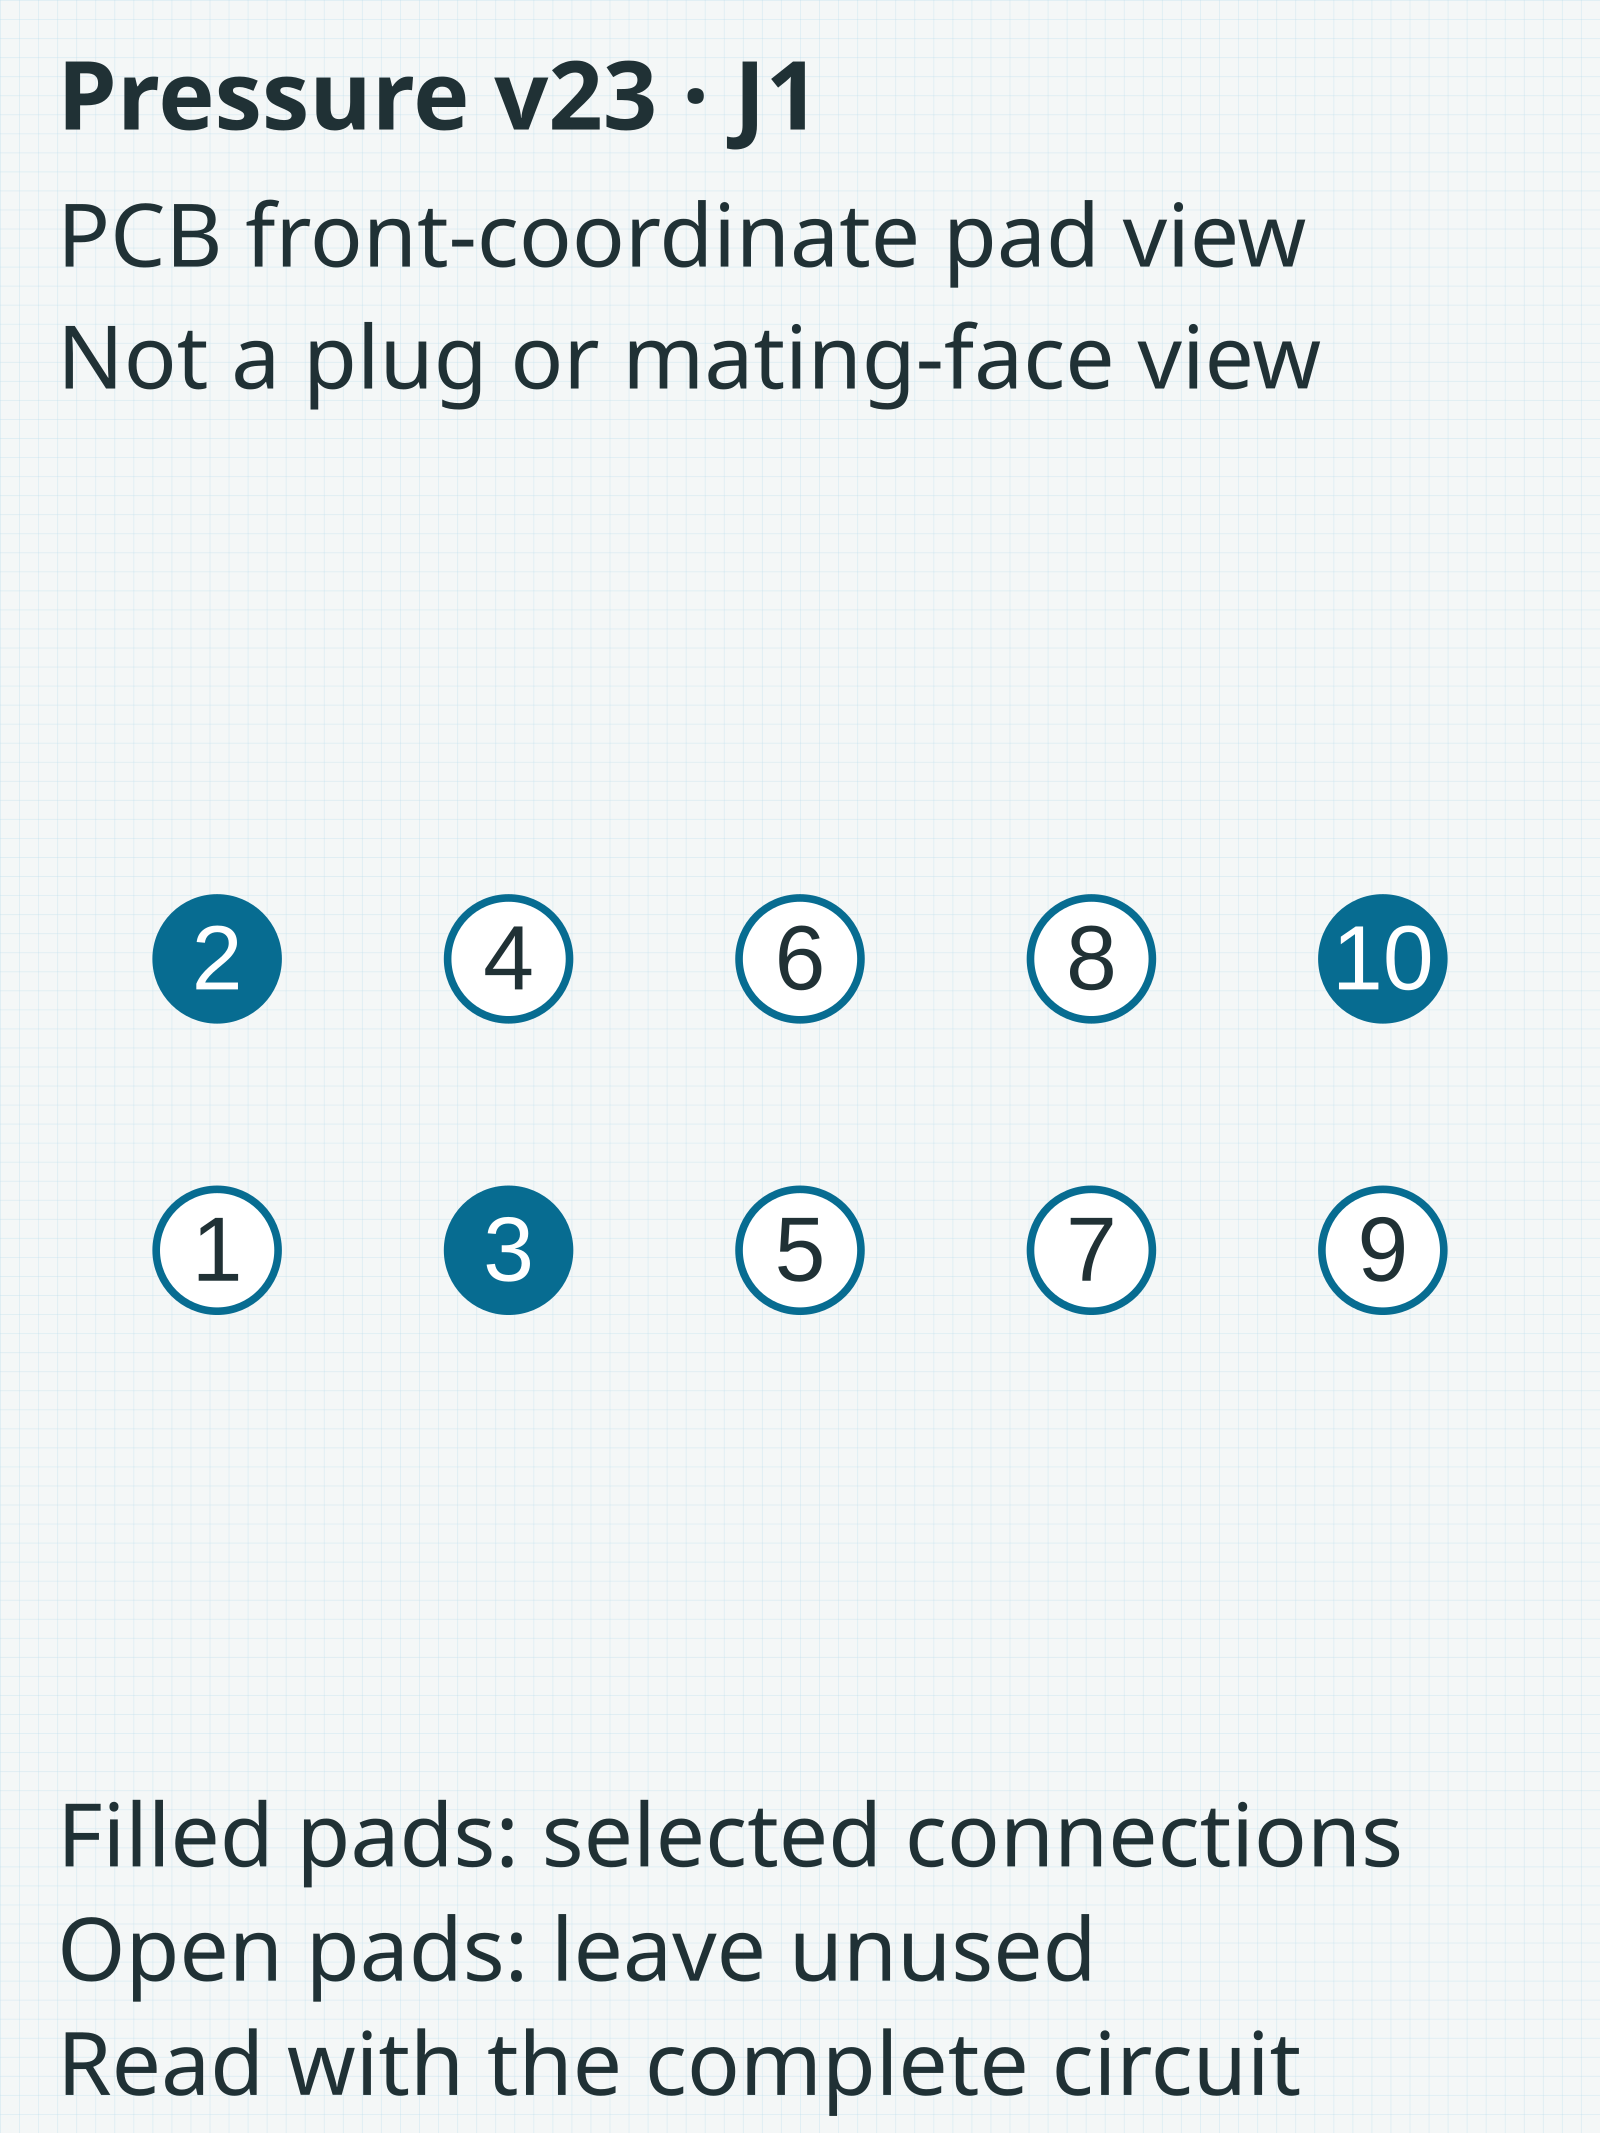 Pressure v23 · J1
PCB front-coordinate pad view
Not a plug or mating-face view
2 4 6 8 10
1 3 5 7 9
Filled pads: selected connections
Open pads: leave unused
Read with the complete circuit